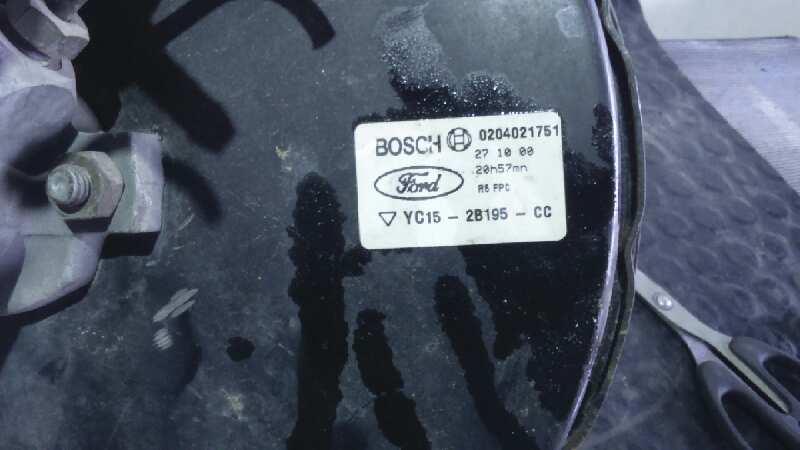 BOSCH 0204021751
27 10 00
20h57mn
Ford R6 FPC
▽ YC15 - 2B195 - CC